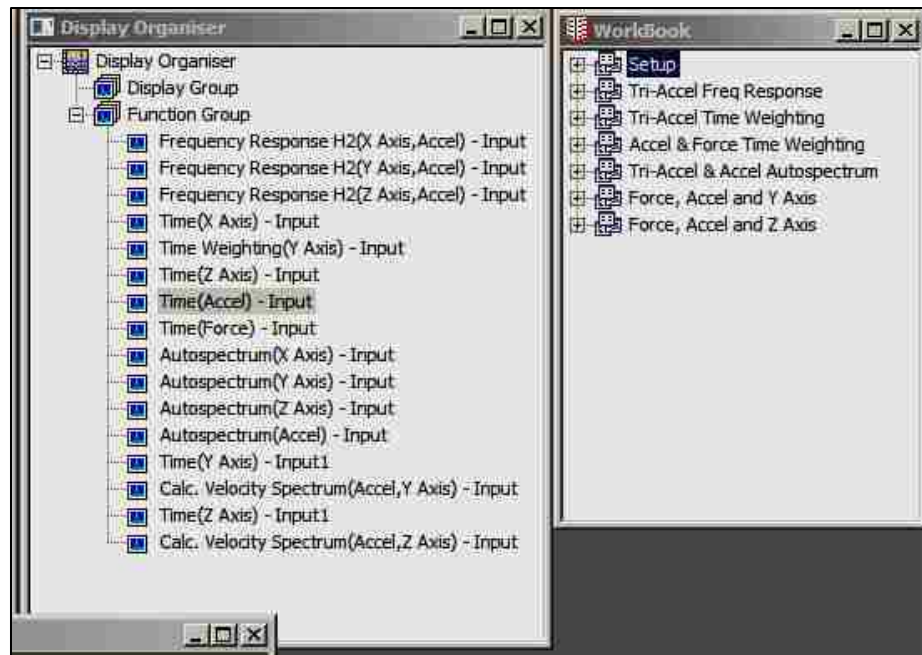 Display Organiser
Display Organiser
Display Group
Function Group
Frequency Response H2(X Axis,Accel) - Input
Frequency Response H2(Y Axis,Accel) - Input
Frequency Response H2(Z Axis,Accel) - Input
Time(X Axis) - Input
Time Weighting(Y Axis) - Input
Time(Z Axis) - Input
Time(Accel) - Input
Time(Force) - Input
Autospectrum(X Axis) - Input
Autospectrum(Y Axis) - Input
Autospectrum(Z Axis) - Input
Autospectrum(Accel) - Input
Time(Y Axis) - Input1
Calc. Velocity Spectrum(Accel,Y Axis) - Input
Time(Z Axis) - Input1
Calc. Velocity Spectrum(Accel,Z Axis) - Input
WorkBook
Setup
Tri-Accel Freq Response
Tri-Accel Time Weighting
Accel & Force Time Weighting
Tri-Accel & Accel Autospectrum
Force, Accel and Y Axis
Force, Accel and Z Axis